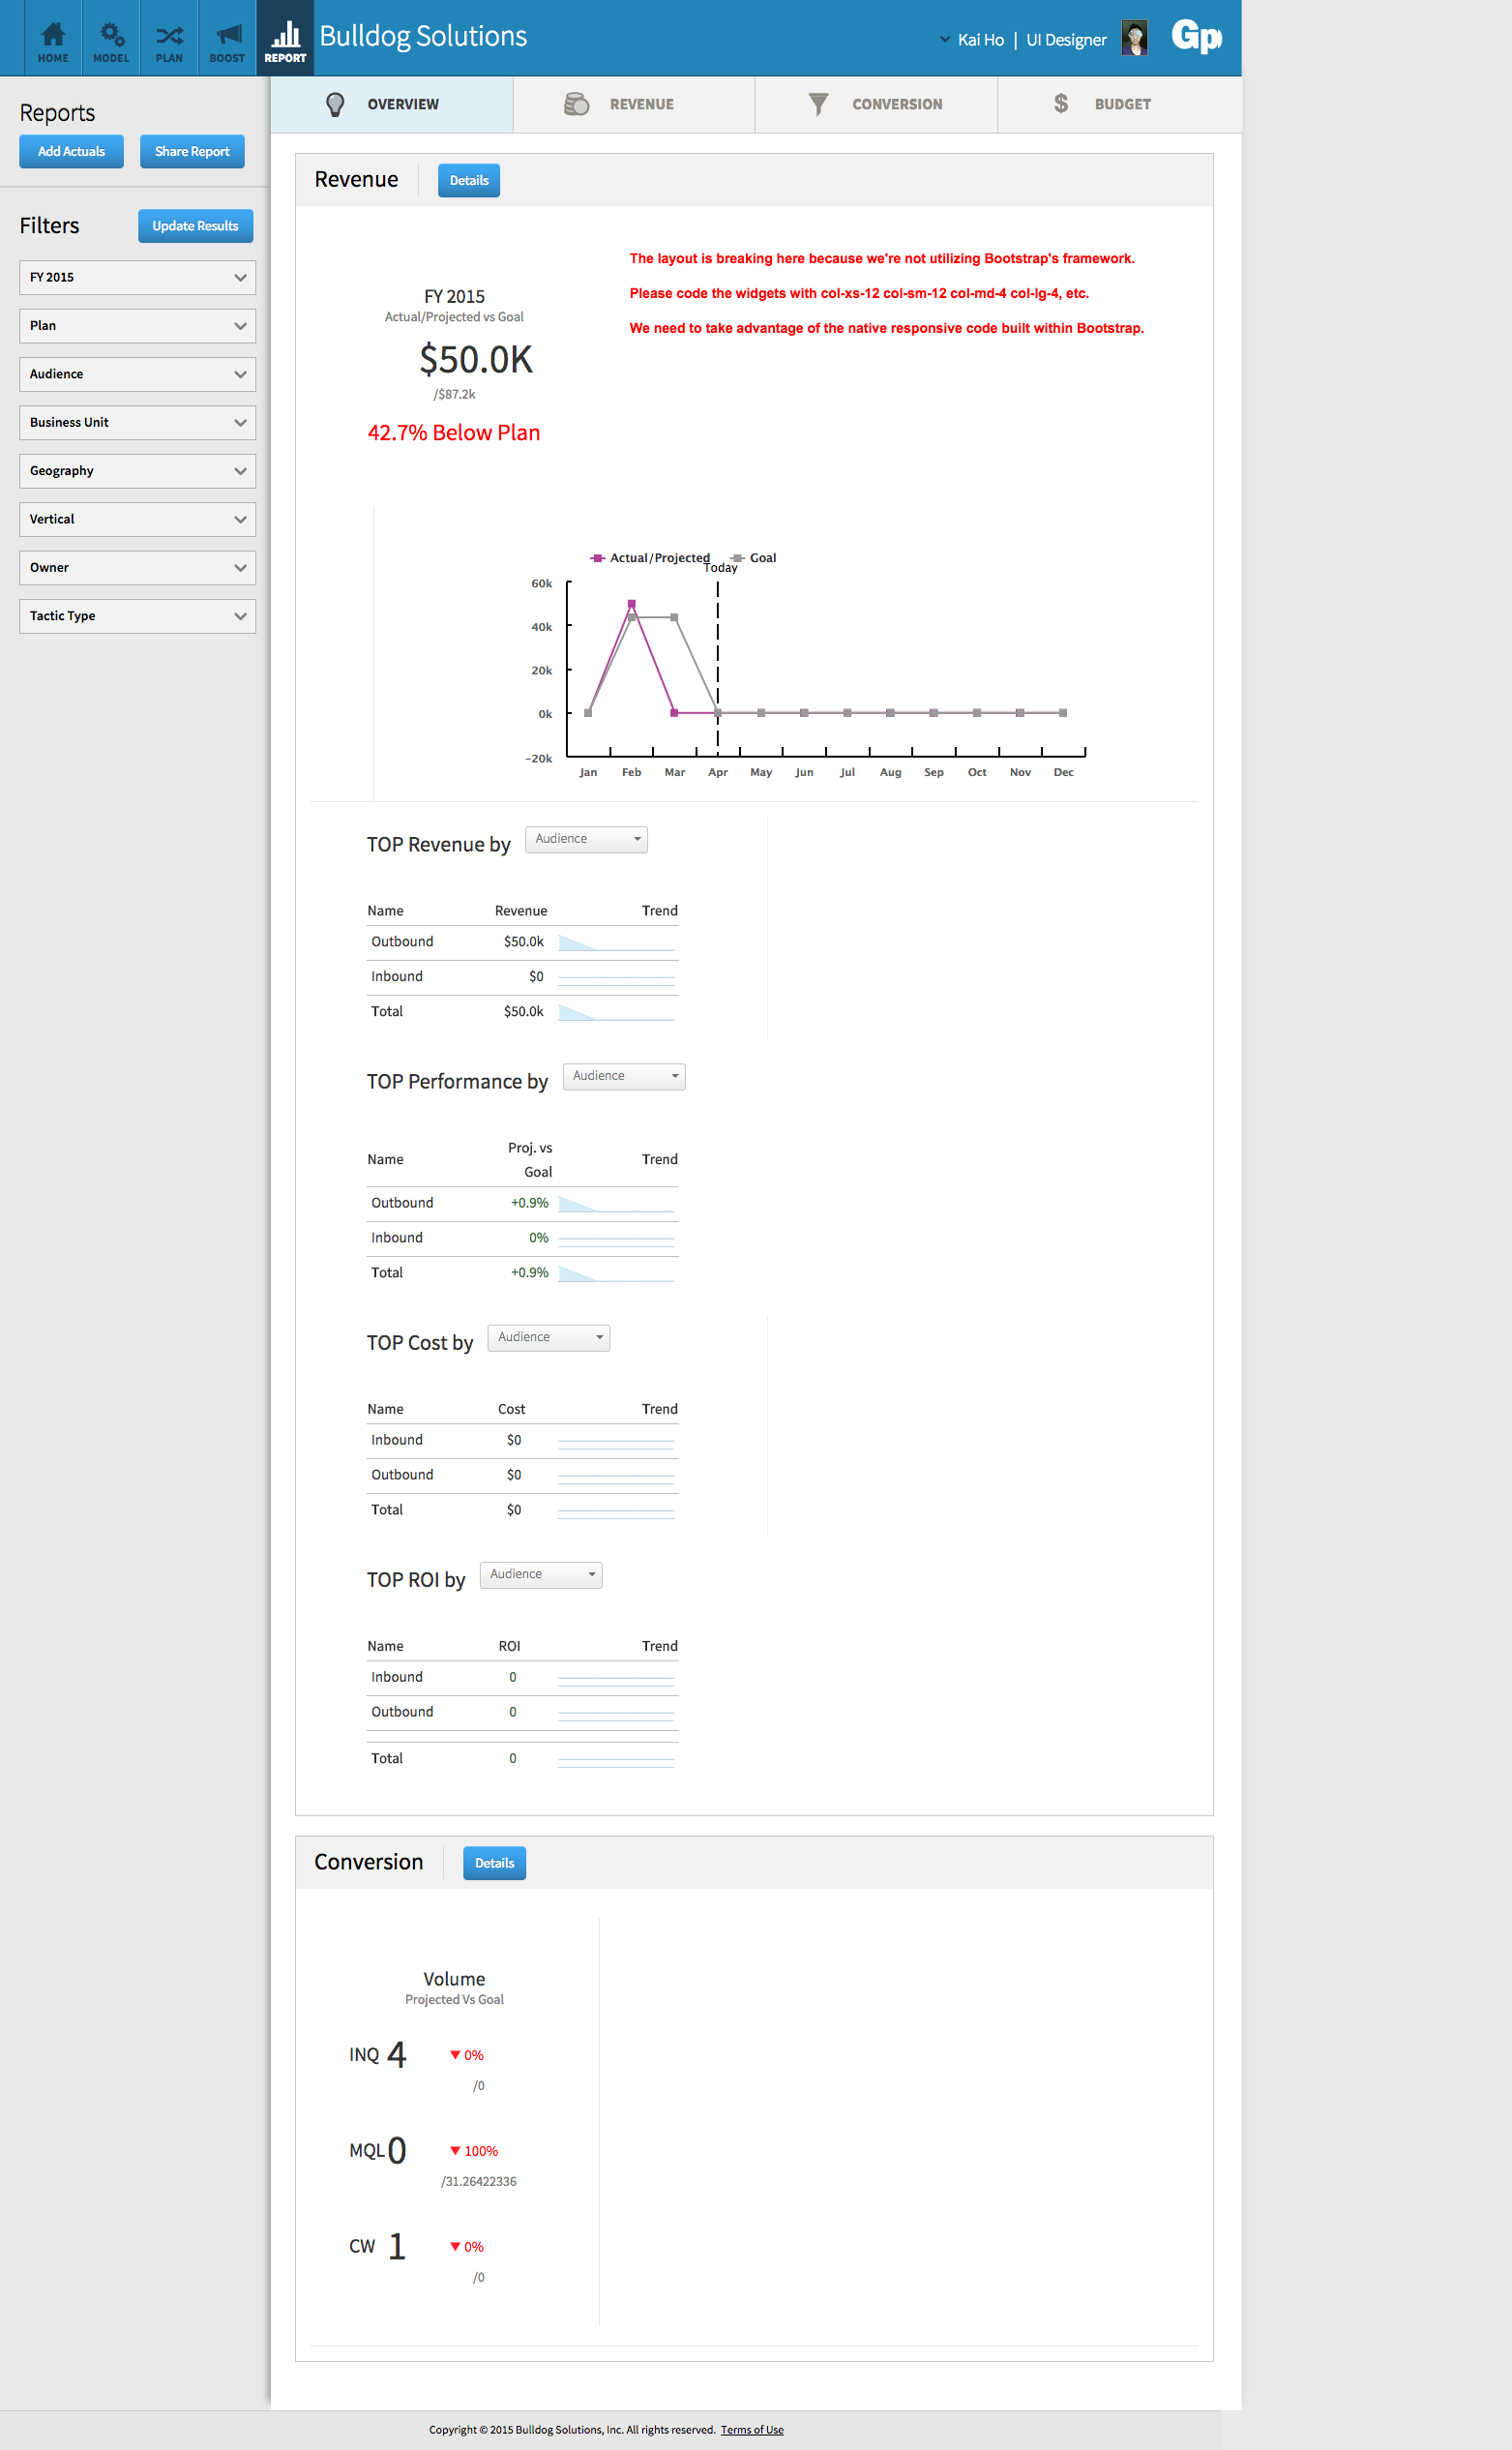 HOME MODEL PLAN BOOST REPORT Bulldog Solutions Kai Ho | UI Designer Gp
Reports
Add Actuals Share Report
Filters Update Results
FY 2015
Plan
Audience
Business Unit
Geography
Vertical
Owner
Tactic Type
OVERVIEW REVENUE CONVERSION $ BUDGET
Revenue Details
The layout is breaking here because we're not utilizing Bootstrap's framework.
Please code the widgets with col-xs-12 col-sm-12 col-md-4 col-lg-4, etc.
We need to take advantage of the native responsive code built within Bootstrap.
FY 2015
Actual/Projected vs Goal
$50.0K
/$87.2k
42.7% Below Plan
Actual/Projected Goal
Today
60k
40k
20k
0k
-20k
Jan Feb Mar Apr May Jun Jul Aug Sep Oct Nov Dec
TOP Revenue by Audience
Name Revenue Trend
Outbound $50.0k
Inbound $0
Total $50.0k
TOP Performance by Audience
Name Proj. vs Goal Trend
Outbound +0.9%
Inbound 0%
Total +0.9%
TOP Cost by Audience
Name Cost Trend
Inbound $0
Outbound $0
Total $0
TOP ROI by Audience
Name ROI Trend
Inbound 0
Outbound 0
Total 0
Conversion Details
Volume
Projected Vs Goal
INQ 4 ▼ 0%
/0
MQL 0 ▼ 100%
/31.26422336
CW 1 ▼ 0%
/0
Copyright © 2015 Bulldog Solutions, Inc. All rights reserved. Terms of Use